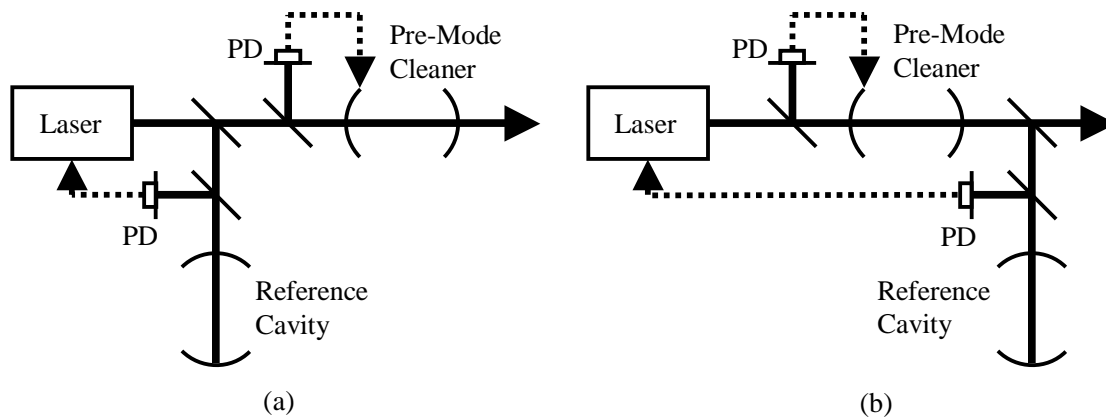 PD
Pre-Mode
Cleaner
Laser
PD
Reference
Cavity
(a)
PD
Pre-Mode
Cleaner
Laser
PD
Reference
Cavity
(b)